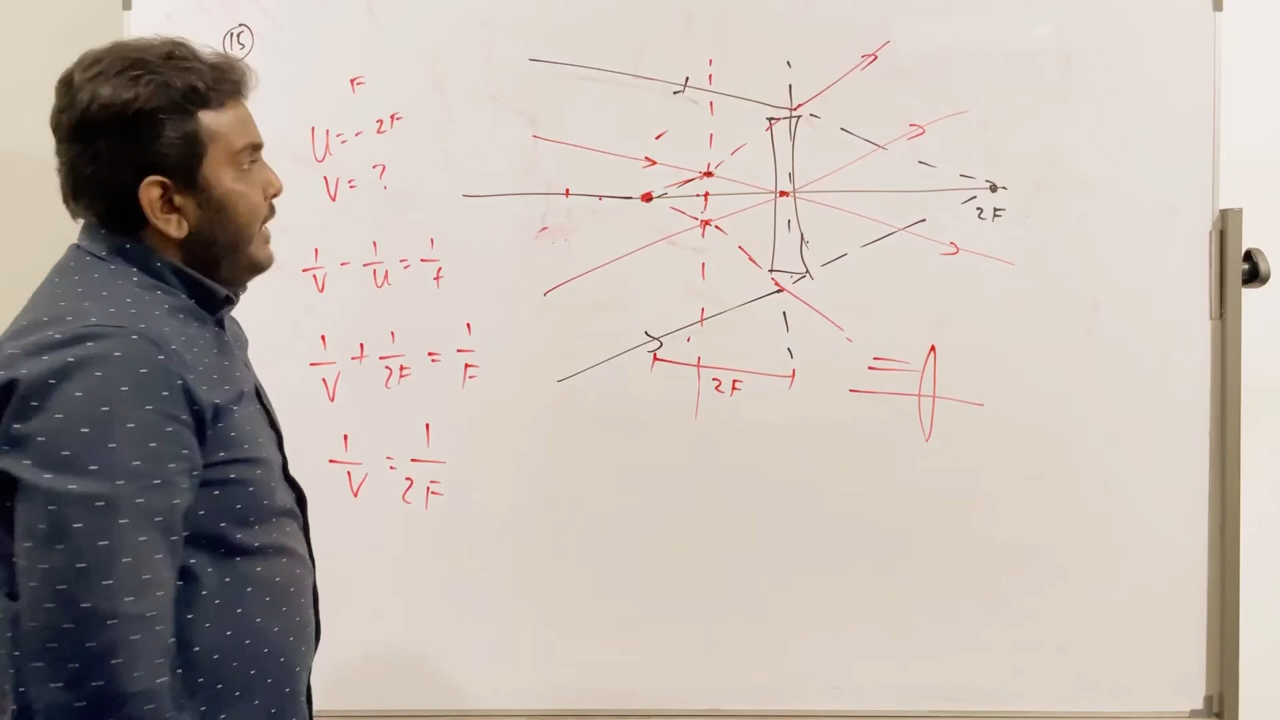 15
F
U = - 2F
V = ?
1/V - 1/U = 1/f
1/V + 1/2F = 1/F
1/V = 1/2F
2F
2F